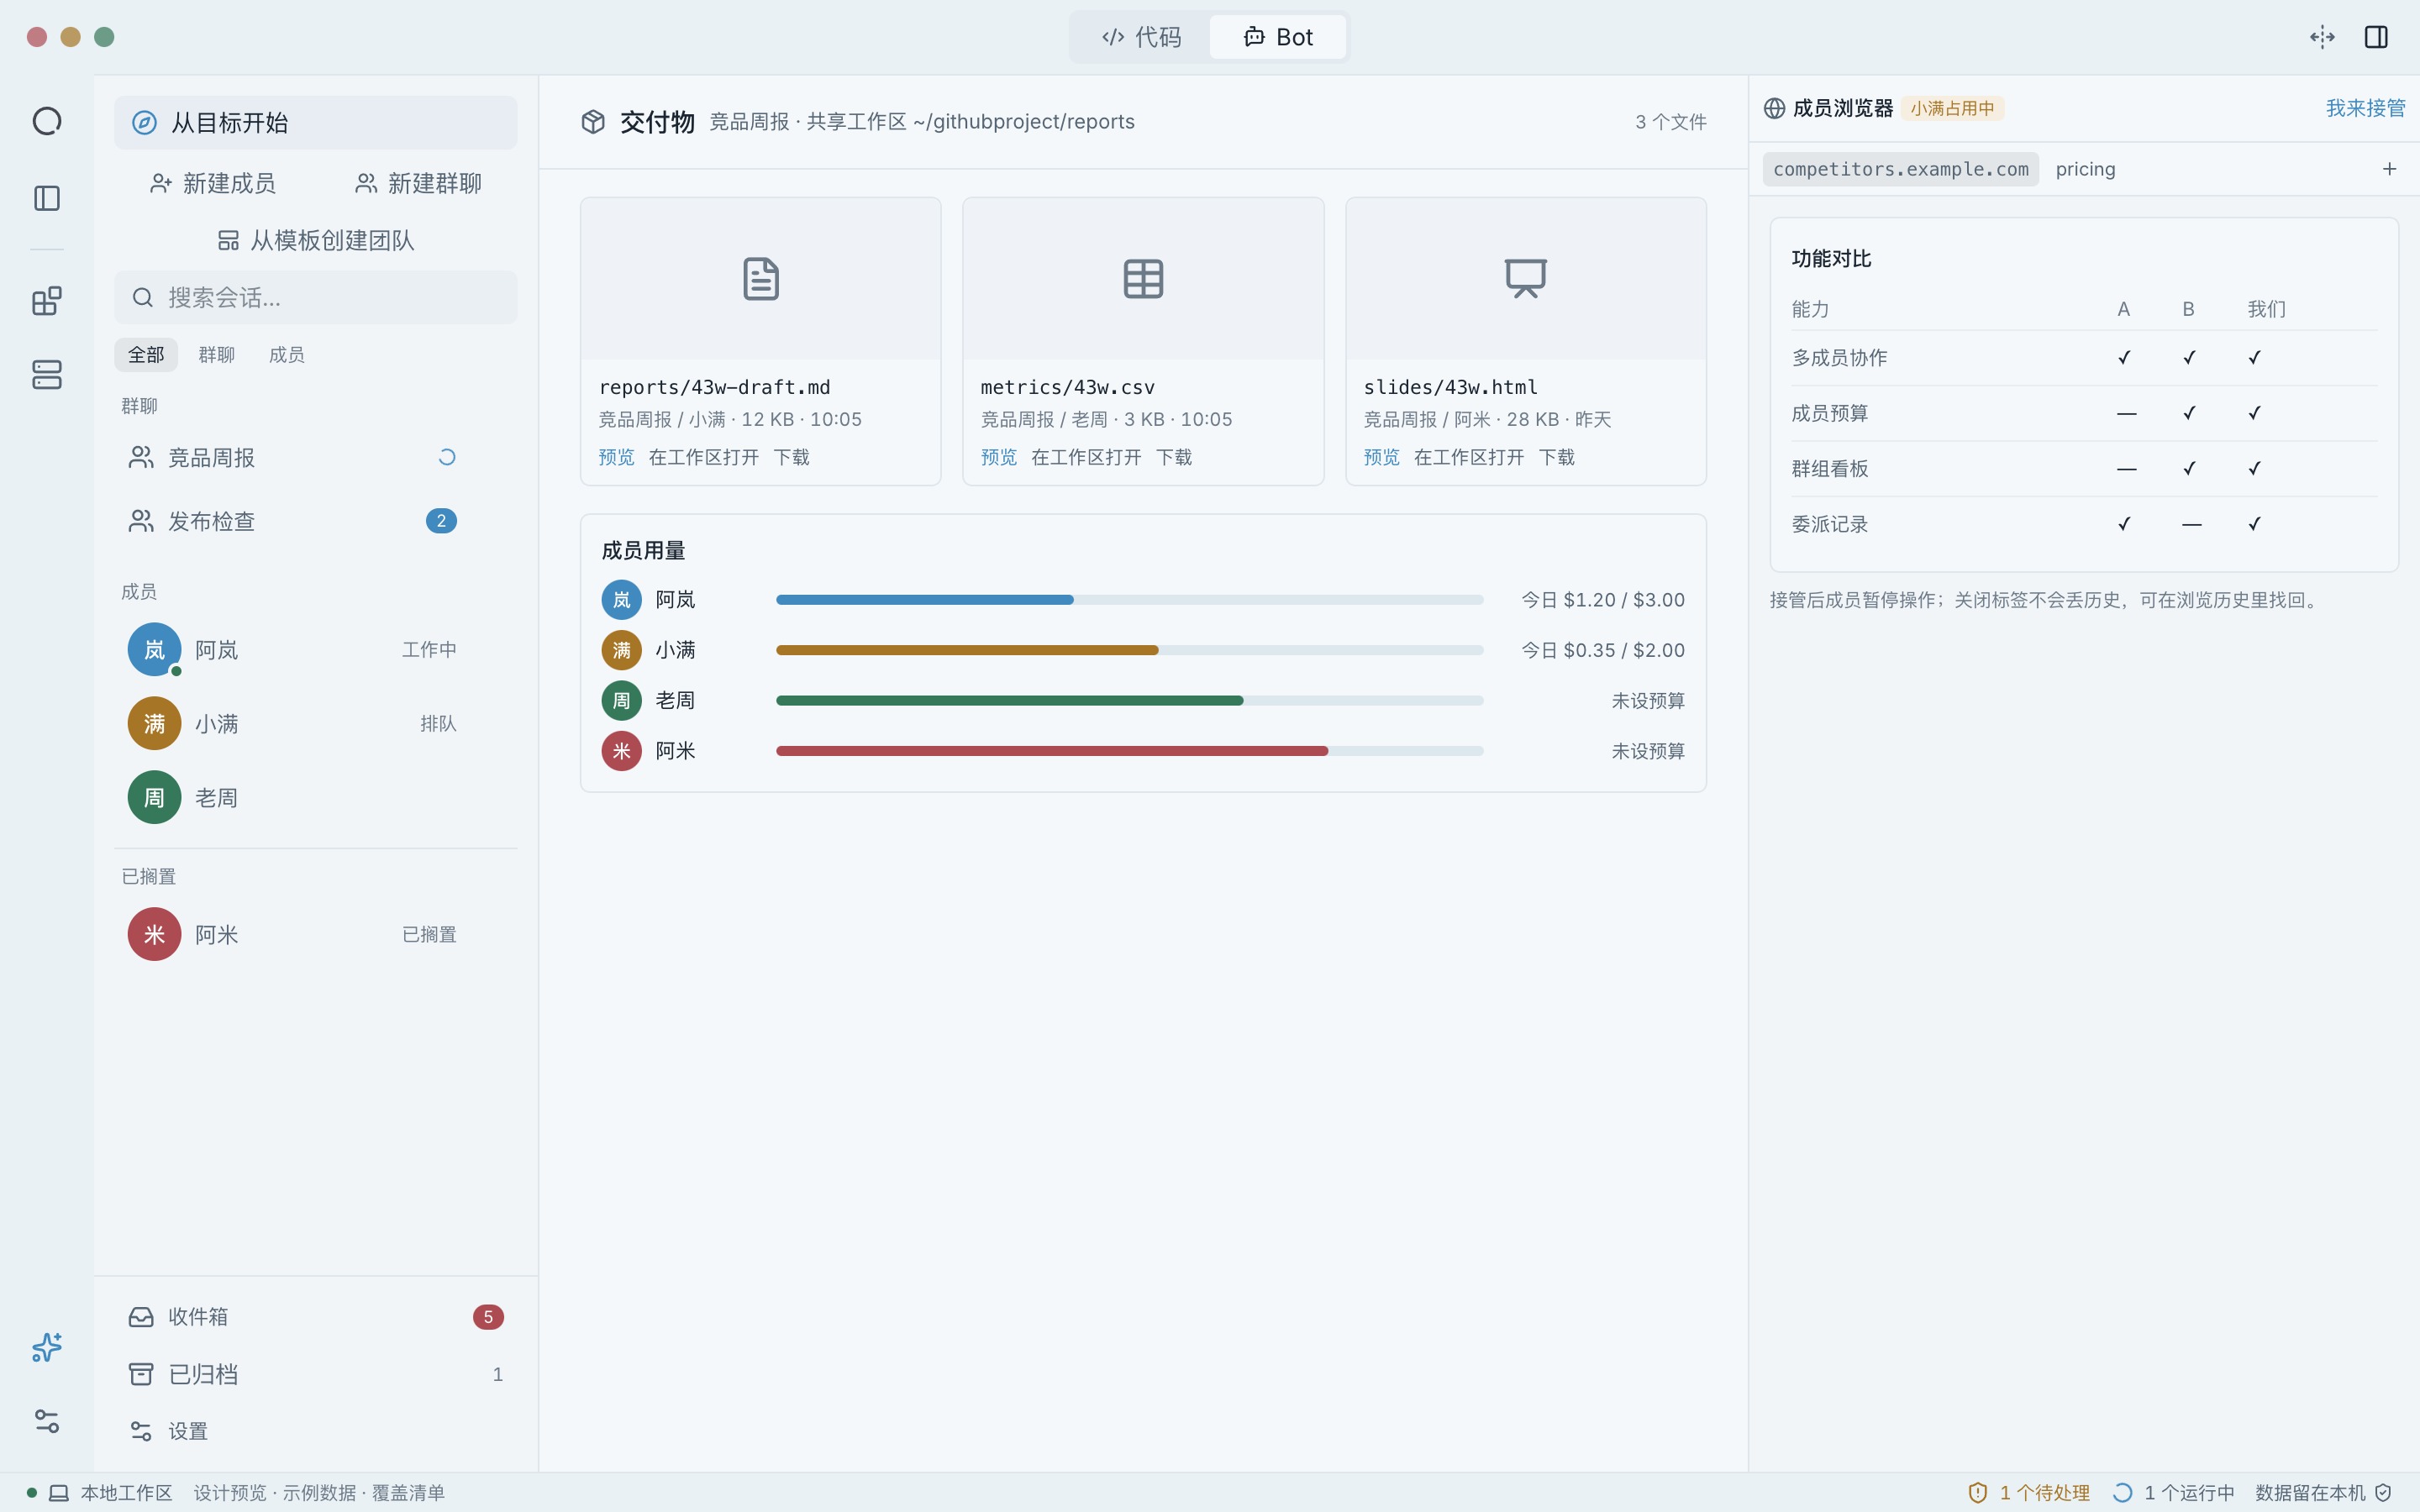 代码 Bot
从目标开始
新建成员 新建群聊
从模板创建团队
搜索会话...
全部 群聊 成员
群聊
竞品周报
发布检查 2
成员
岚 阿岚 工作中
满 小满 排队
周 老周
已搁置
米 阿米 已搁置
收件箱 5
已归档 1
设置
交付物 竞品周报 · 共享工作区 ~/githubproject/reports 3 个文件
reports/43w-draft.md
竞品周报 / 小满 · 12 KB · 10:05
预览 在工作区打开 下载
metrics/43w.csv
竞品周报 / 老周 · 3 KB · 10:05
预览 在工作区打开 下载
slides/43w.html
竞品周报 / 阿米 · 28 KB · 昨天
预览 在工作区打开 下载
成员用量
岚 阿岚 今日 $1.20 / $3.00
满 小满 今日 $0.35 / $2.00
周 老周 未设预算
米 阿米 未设预算
成员浏览器 小满占用中 我来接管
competitors.example.com pricing +
功能对比
能力 A B 我们
多成员协作 ✓ ✓ ✓
成员预算 — ✓ ✓
群组看板 — ✓ ✓
委派记录 ✓ — ✓
接管后成员暂停操作；关闭标签不会丢历史，可在浏览历史里找回。
本地工作区 设计预览 · 示例数据 · 覆盖清单
1 个待处理 1 个运行中 数据留在本机